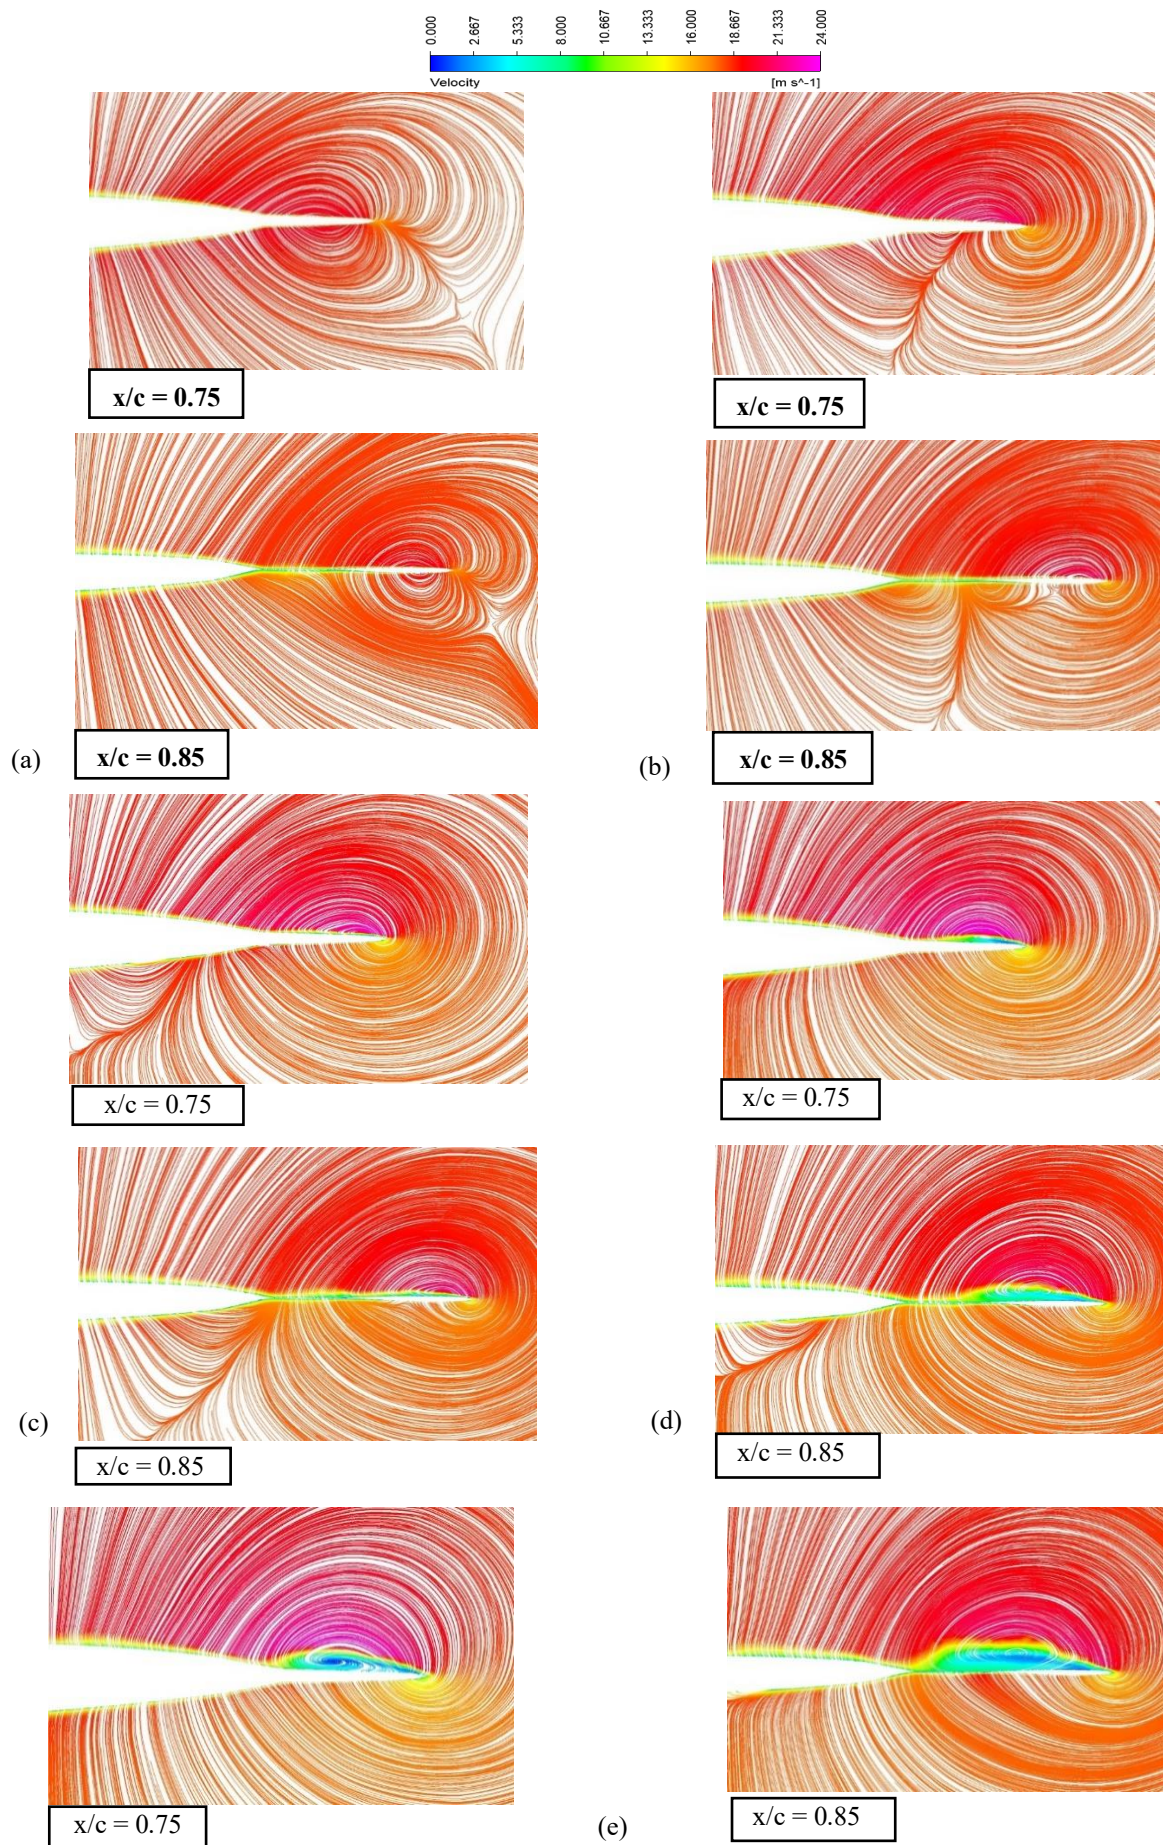 0.000 2.667 5.333 8.000 10.667 13.333 16.000 18.667 21.333 24.000
Velocity [m s^-1]
x/c = 0.75
x/c = 0.75
(a) x/c = 0.85
(b) x/c = 0.85
x/c = 0.75
x/c = 0.75
(c) x/c = 0.85
(d) x/c = 0.85
x/c = 0.75
(e) x/c = 0.85